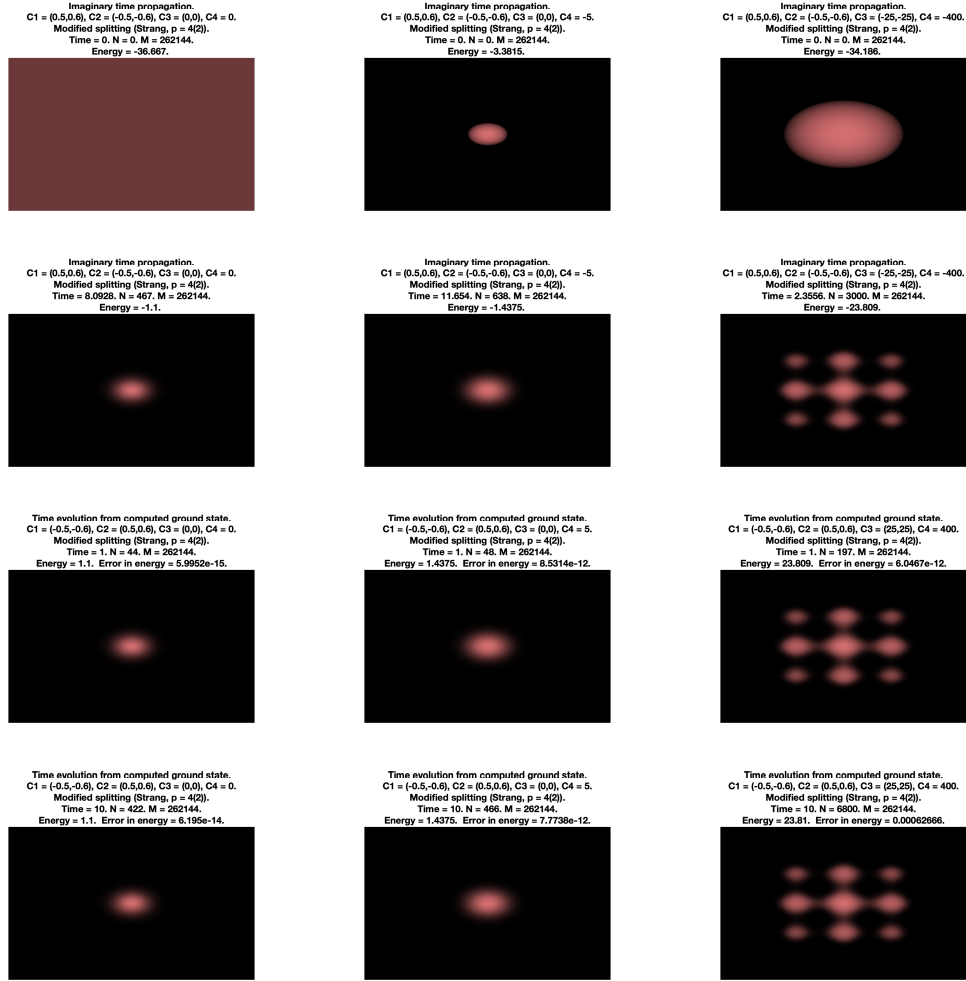 Imaginary time propagation.
C1 = (0.5,0.6), C2 = (-0.5,-0.6), C3 = (0,0), C4 = 0.
Modified splitting (Strang, p = 4(2)).
Time = 0. N = 0. M = 262144.
Energy = -36.667.
Imaginary time propagation.
C1 = (0.5,0.6), C2 = (-0.5,-0.6), C3 = (0,0), C4 = -5.
Modified splitting (Strang, p = 4(2)).
Time = 0. N = 0. M = 262144.
Energy = -3.3815.
Imaginary time propagation.
C1 = (0.5,0.6), C2 = (-0.5,-0.6), C3 = (-25,-25), C4 = -400.
Modified splitting (Strang, p = 4(2)).
Time = 0. N = 0. M = 262144.
Energy = -34.186.
Imaginary time propagation.
C1 = (0.5,0.6), C2 = (-0.5,-0.6), C3 = (0,0), C4 = 0.
Modified splitting (Strang, p = 4(2)).
Time = 8.0928. N = 467. M = 262144.
Energy = -1.1.
Imaginary time propagation.
C1 = (0.5,0.6), C2 = (-0.5,-0.6), C3 = (0,0), C4 = -5.
Modified splitting (Strang, p = 4(2)).
Time = 11.654. N = 638. M = 262144.
Energy = -1.4375.
Imaginary time propagation.
C1 = (0.5,0.6), C2 = (-0.5,-0.6), C3 = (-25,-25), C4 = -400.
Modified splitting (Strang, p = 4(2)).
Time = 2.3556. N = 3000. M = 262144.
Energy = -23.809.
Time evolution from computed ground state.
C1 = (-0.5,-0.6), C2 = (0.5,0.6), C3 = (0,0), C4 = 0.
Modified splitting (Strang, p = 4(2)).
Time = 1. N = 44. M = 262144.
Energy = 1.1. Error in energy = 5.9952e-15.
Time evolution from computed ground state.
C1 = (-0.5,-0.6), C2 = (0.5,0.6), C3 = (0,0), C4 = 5.
Modified splitting (Strang, p = 4(2)).
Time = 1. N = 48. M = 262144.
Energy = 1.4375. Error in energy = 8.5314e-12.
Time evolution from computed ground state.
C1 = (-0.5,-0.6), C2 = (0.5,0.6), C3 = (25,25), C4 = 400.
Modified splitting (Strang, p = 4(2)).
Time = 1. N = 197. M = 262144.
Energy = 23.809. Error in energy = 6.0467e-12.
Time evolution from computed ground state.
C1 = (-0.5,-0.6), C2 = (0.5,0.6), C3 = (0,0), C4 = 0.
Modified splitting (Strang, p = 4(2)).
Time = 10. N = 422. M = 262144.
Energy = 1.1. Error in energy = 6.195e-14.
Time evolution from computed ground state.
C1 = (-0.5,-0.6), C2 = (0.5,0.6), C3 = (0,0), C4 = 5.
Modified splitting (Strang, p = 4(2)).
Time = 10. N = 466. M = 262144.
Energy = 1.4375. Error in energy = 7.7738e-12.
Time evolution from computed ground state.
C1 = (-0.5,-0.6), C2 = (0.5,0.6), C3 = (25,25), C4 = 400.
Modified splitting (Strang, p = 4(2)).
Time = 10. N = 6800. M = 262144.
Energy = 23.81. Error in energy = 0.00062666.